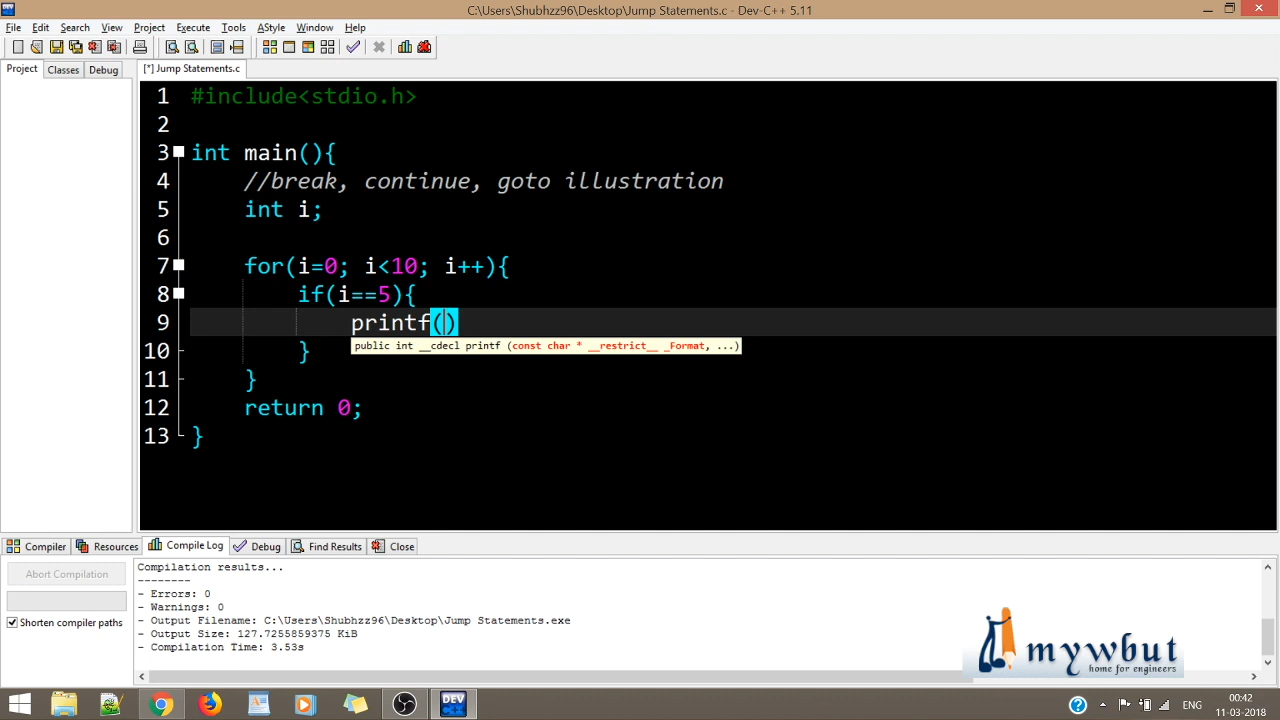 C:\Users\Shubhzz96\Desktop\Jump Statements.c - Dev-C++ 5.11
File Edit Search View Project Execute Tools AStyle Window Help
Project Classes Debug [*] Jump Statements.c
1 #include<stdio.h>
2
3 int main(){
4 //break, continue, goto illustration
5 int i;
6
7 for(i=0; i<10; i++){
8 if(i==5){
9 printf()
public int __cdecl printf (const char * __restrict__ _Format, ...)
10 }
11 }
12 return 0;
13 }
Compiler Resources Compile Log Debug Find Results Close
Abort Compilation
Shorten compiler paths
Compilation results...
--------
- Errors: 0
- Warnings: 0
- Output Filename: C:\Users\Shubhzz96\Desktop\Jump Statements.exe
- Output Size: 127.7255859375 KiB
- Compilation Time: 3.53s
mywbut
home for engineers
DEV
ENG
00:42
11-03-2018